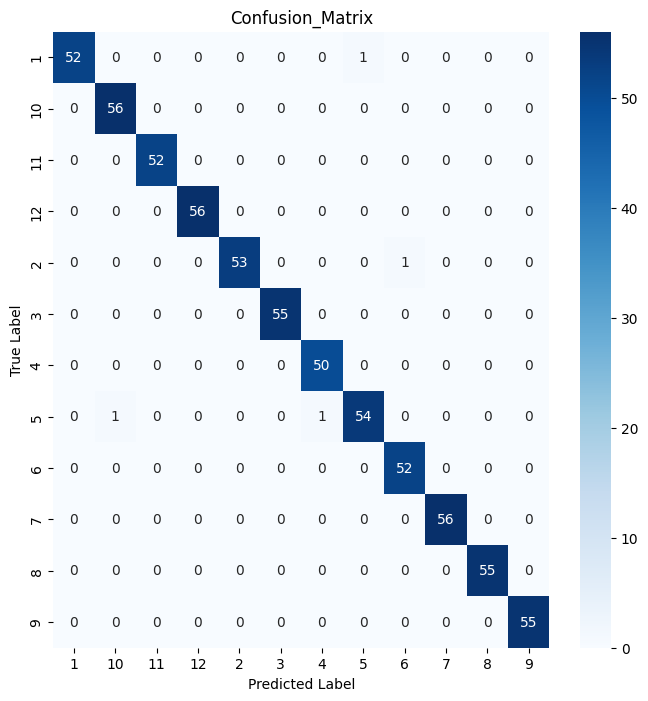 Confusion_Matrix
1 52 0 0 0 0 0 0 1 0 0 0 0
10 0 56 0 0 0 0 0 0 0 0 0 0
11 0 0 52 0 0 0 0 0 0 0 0 0
12 0 0 0 56 0 0 0 0 0 0 0 0
2 0 0 0 0 53 0 0 0 1 0 0 0
3 0 0 0 0 0 55 0 0 0 0 0 0
4 0 0 0 0 0 0 50 0 0 0 0 0
5 0 1 0 0 0 0 1 54 0 0 0 0
6 0 0 0 0 0 0 0 0 52 0 0 0
7 0 0 0 0 0 0 0 0 0 56 0 0
8 0 0 0 0 0 0 0 0 0 0 55 0
9 0 0 0 0 0 0 0 0 0 0 0 55
1 10 11 12 2 3 4 5 6 7 8 9
Predicted Label
True Label
50
40
30
20
10
0